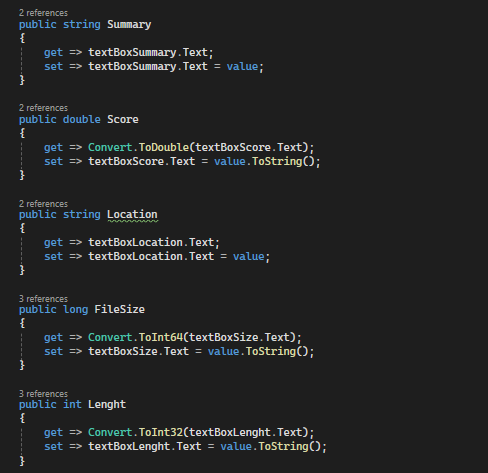 2 references
public string Summary
{
get => textBoxSummary.Text;
set => textBoxSummary.Text = value;
}
2 references
public double Score
{
get => Convert.ToDouble(textBoxScore.Text);
set => textBoxScore.Text = value.ToString();
}
2 references
public string Location
{
get => textBoxLocation.Text;
set => textBoxLocation.Text = value;
}
3 references
public long FileSize
{
get => Convert.ToInt64(textBoxSize.Text);
set => textBoxSize.Text = value.ToString();
}
3 references
public int Lenght
{
get => Convert.ToInt32(textBoxLenght.Text);
set => textBoxLenght.Text = value.ToString();
}